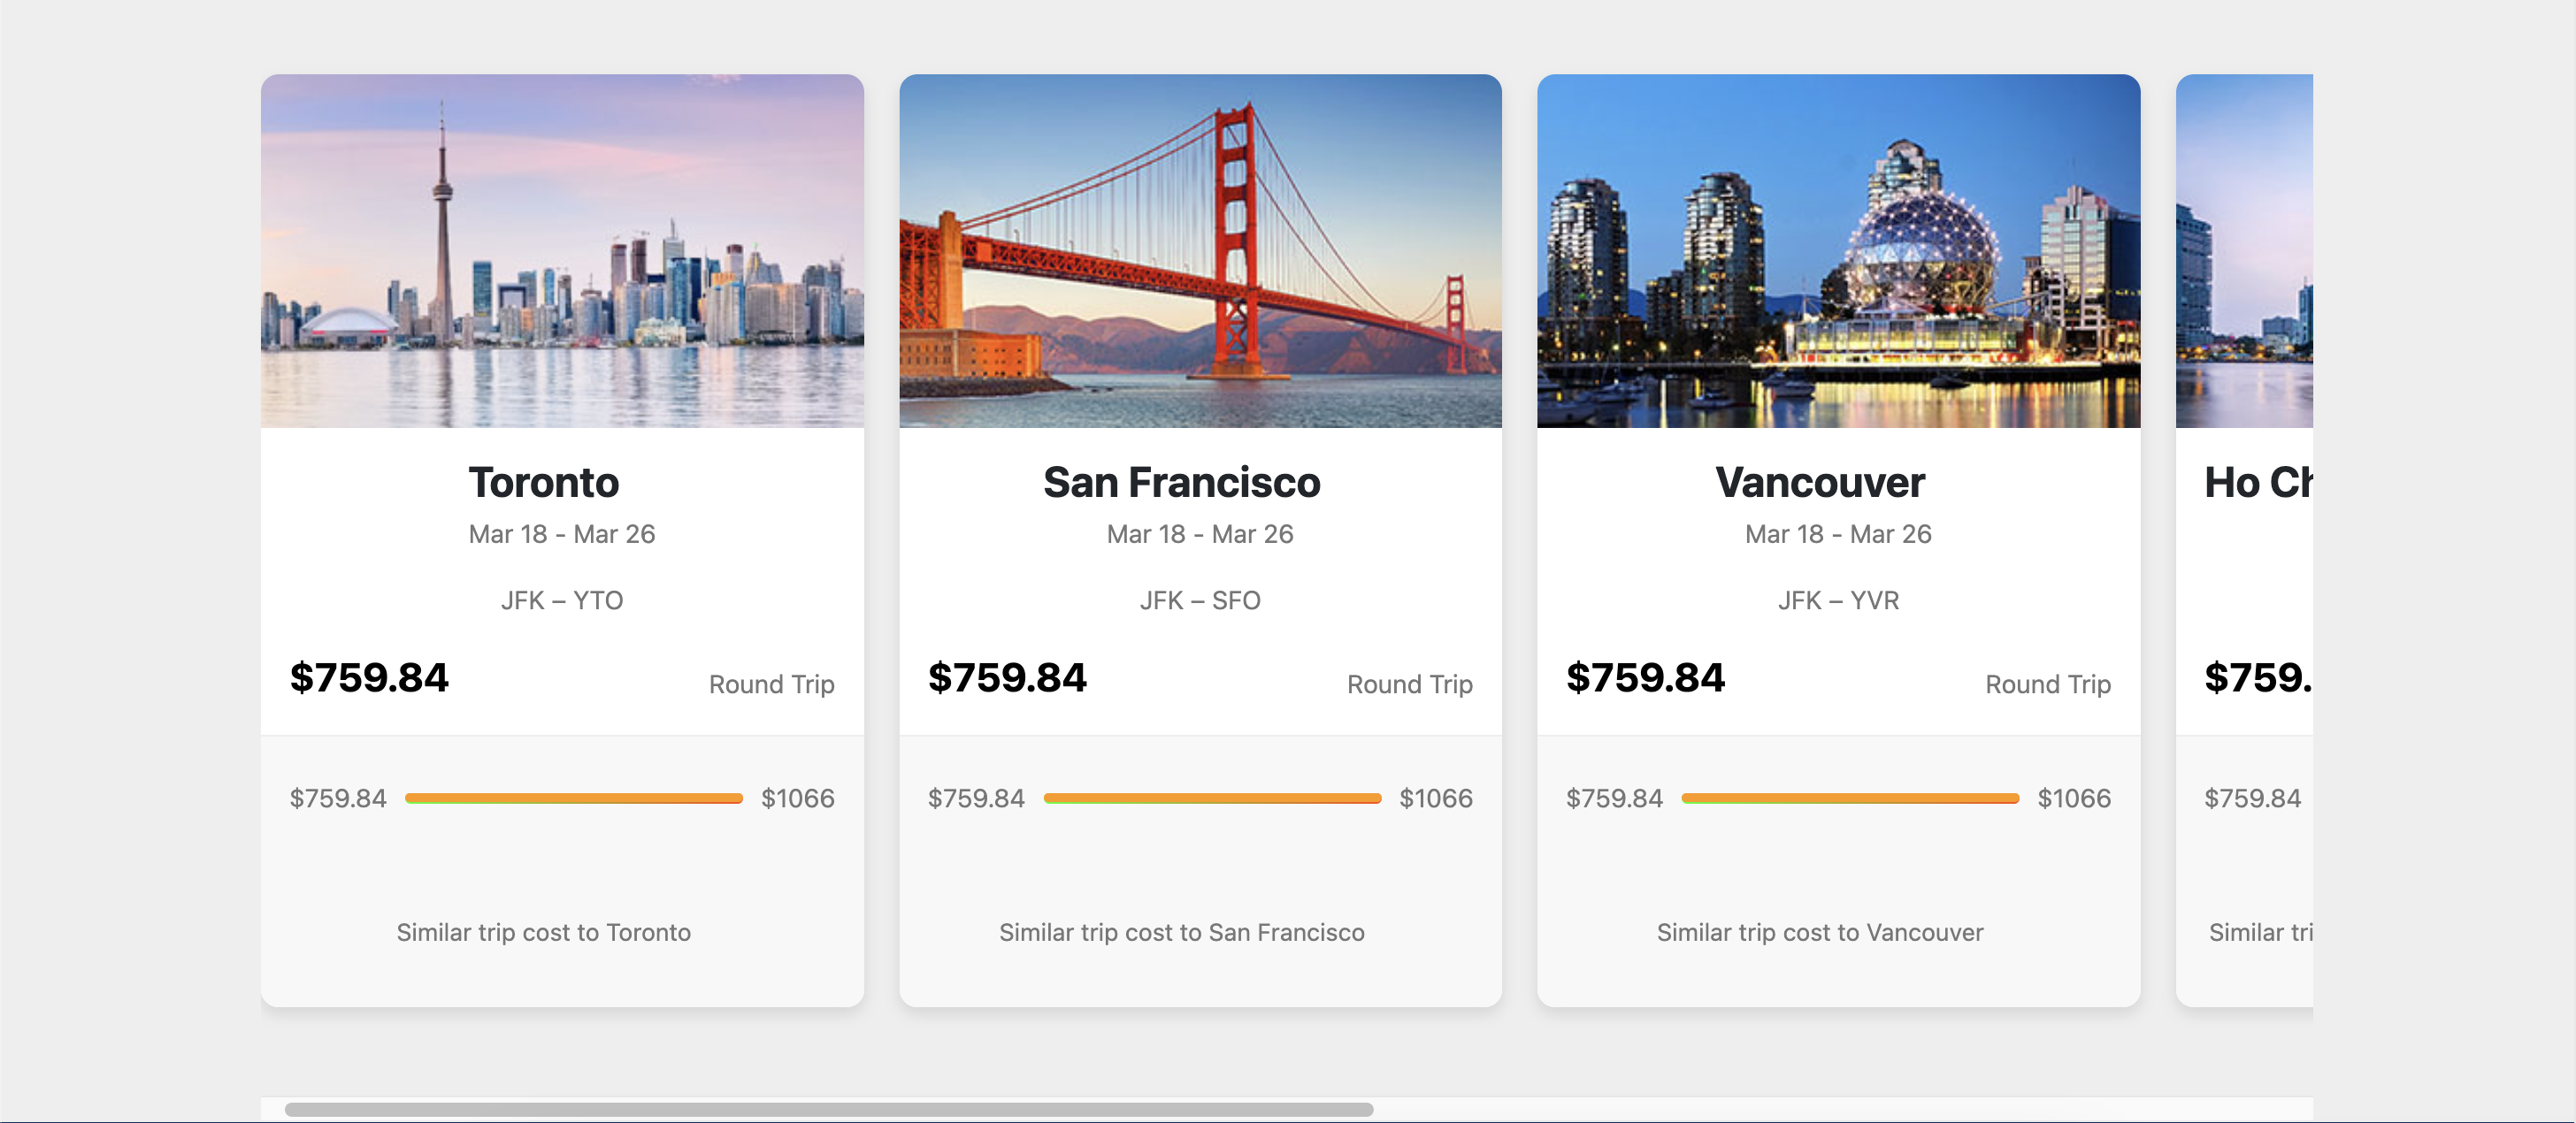 Toronto
Mar 18 - Mar 26
JFK – YTO
$759.84 Round Trip
$759.84 $1066
Similar trip cost to Toronto
San Francisco
Mar 18 - Mar 26
JFK – SFO
$759.84 Round Trip
$759.84 $1066
Similar trip cost to San Francisco
Vancouver
Mar 18 - Mar 26
JFK – YVR
$759.84 Round Trip
$759.84 $1066
Similar trip cost to Vancouver
Ho Ch
$759.
$759.84
Similar tri